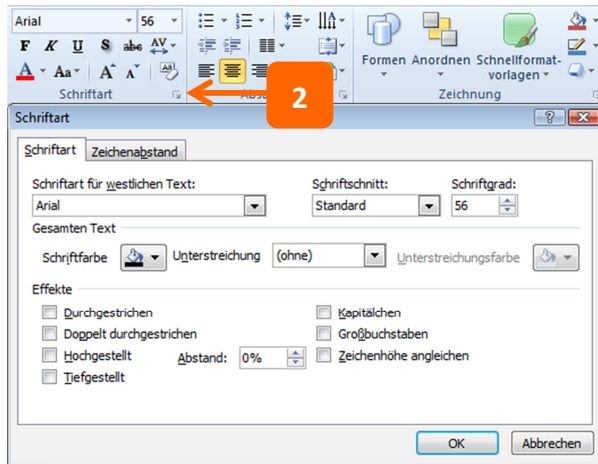 Arial 56
F K U S abe AV
A Aa A A
Formen Anordnen Schnellformat-
vorlagen
Schriftart Zeichnung
2
Schriftart
Schriftart Zeichenabstand
Schriftart für westlichen Text: Schriftschnitt: Schriftgrad:
Arial Standard 56
Gesamten Text
Schriftfarbe Unterstreichung (ohne) Unterstreichungsfarbe
Effekte
Durchgestrichen Kapitälchen
Doppelt durchgestrichen Großbuchstaben
Hochgestellt Abstand: 0% Zeichenhöhe angleichen
Tiefgestellt
OK Abbrechen